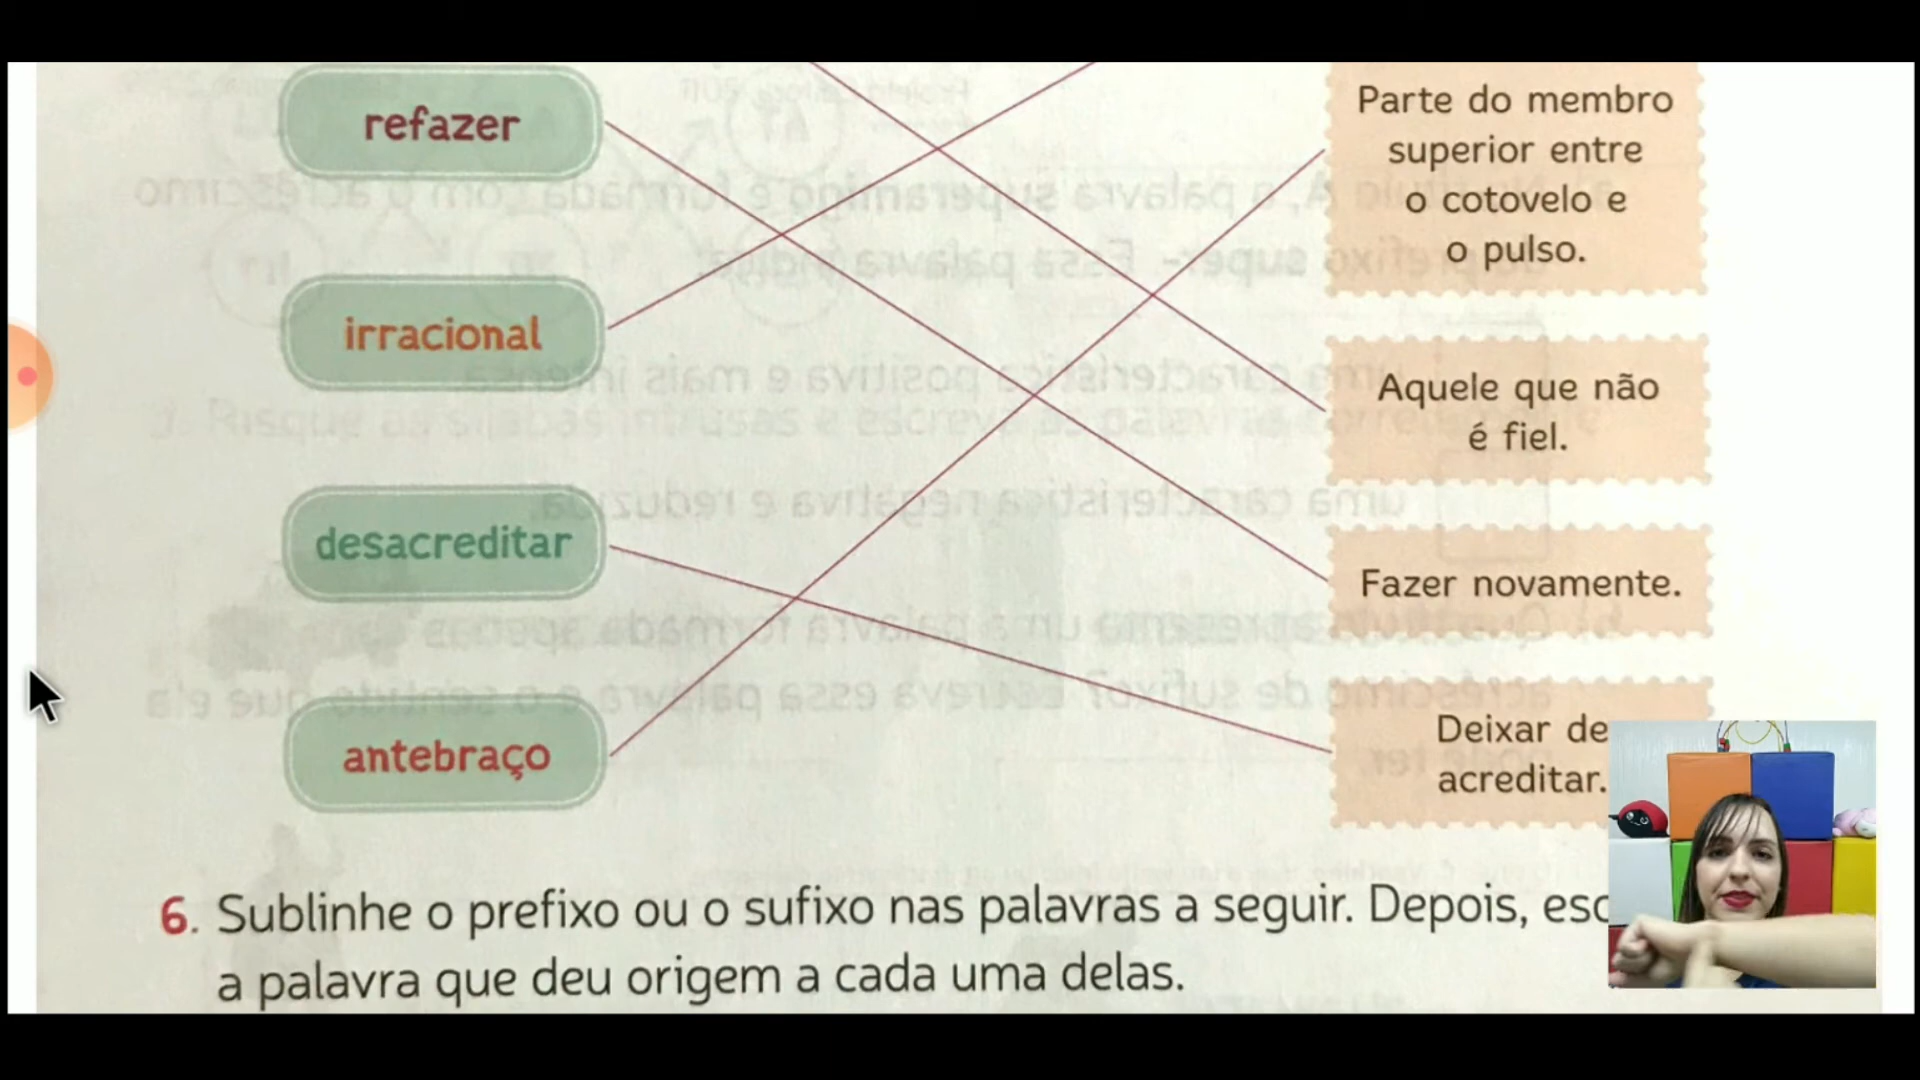 refazer
irracional
desacreditar
antebraço
Parte do membro
superior entre
o cotovelo e
o pulso.
Aquele que não
é fiel.
Fazer novamente.
Deixar de
acreditar.
6. Sublinhe o prefixo ou o sufixo nas palavras a seguir. Depois, esc
a palavra que deu origem a cada uma delas.